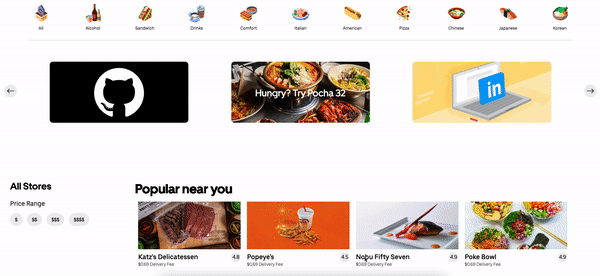 All
Alcohol
Sandwich
Drinks
Comfort
Italian
American
Pizza
Chinese
Japanese
Korean
Hungry? Try Pocha 32
in
All Stores
Price Range
$
$$
$$$
$$$$
Popular near you
Katz's Delicatessen 4.8
$0.69 Delivery Fee
Popeye's 4.5
$0.69 Delivery Fee
Nobu Fifty Seven 4.9
$0.69 Delivery Fee
Poke Bowl 4.9
$0.69 Delivery Fee